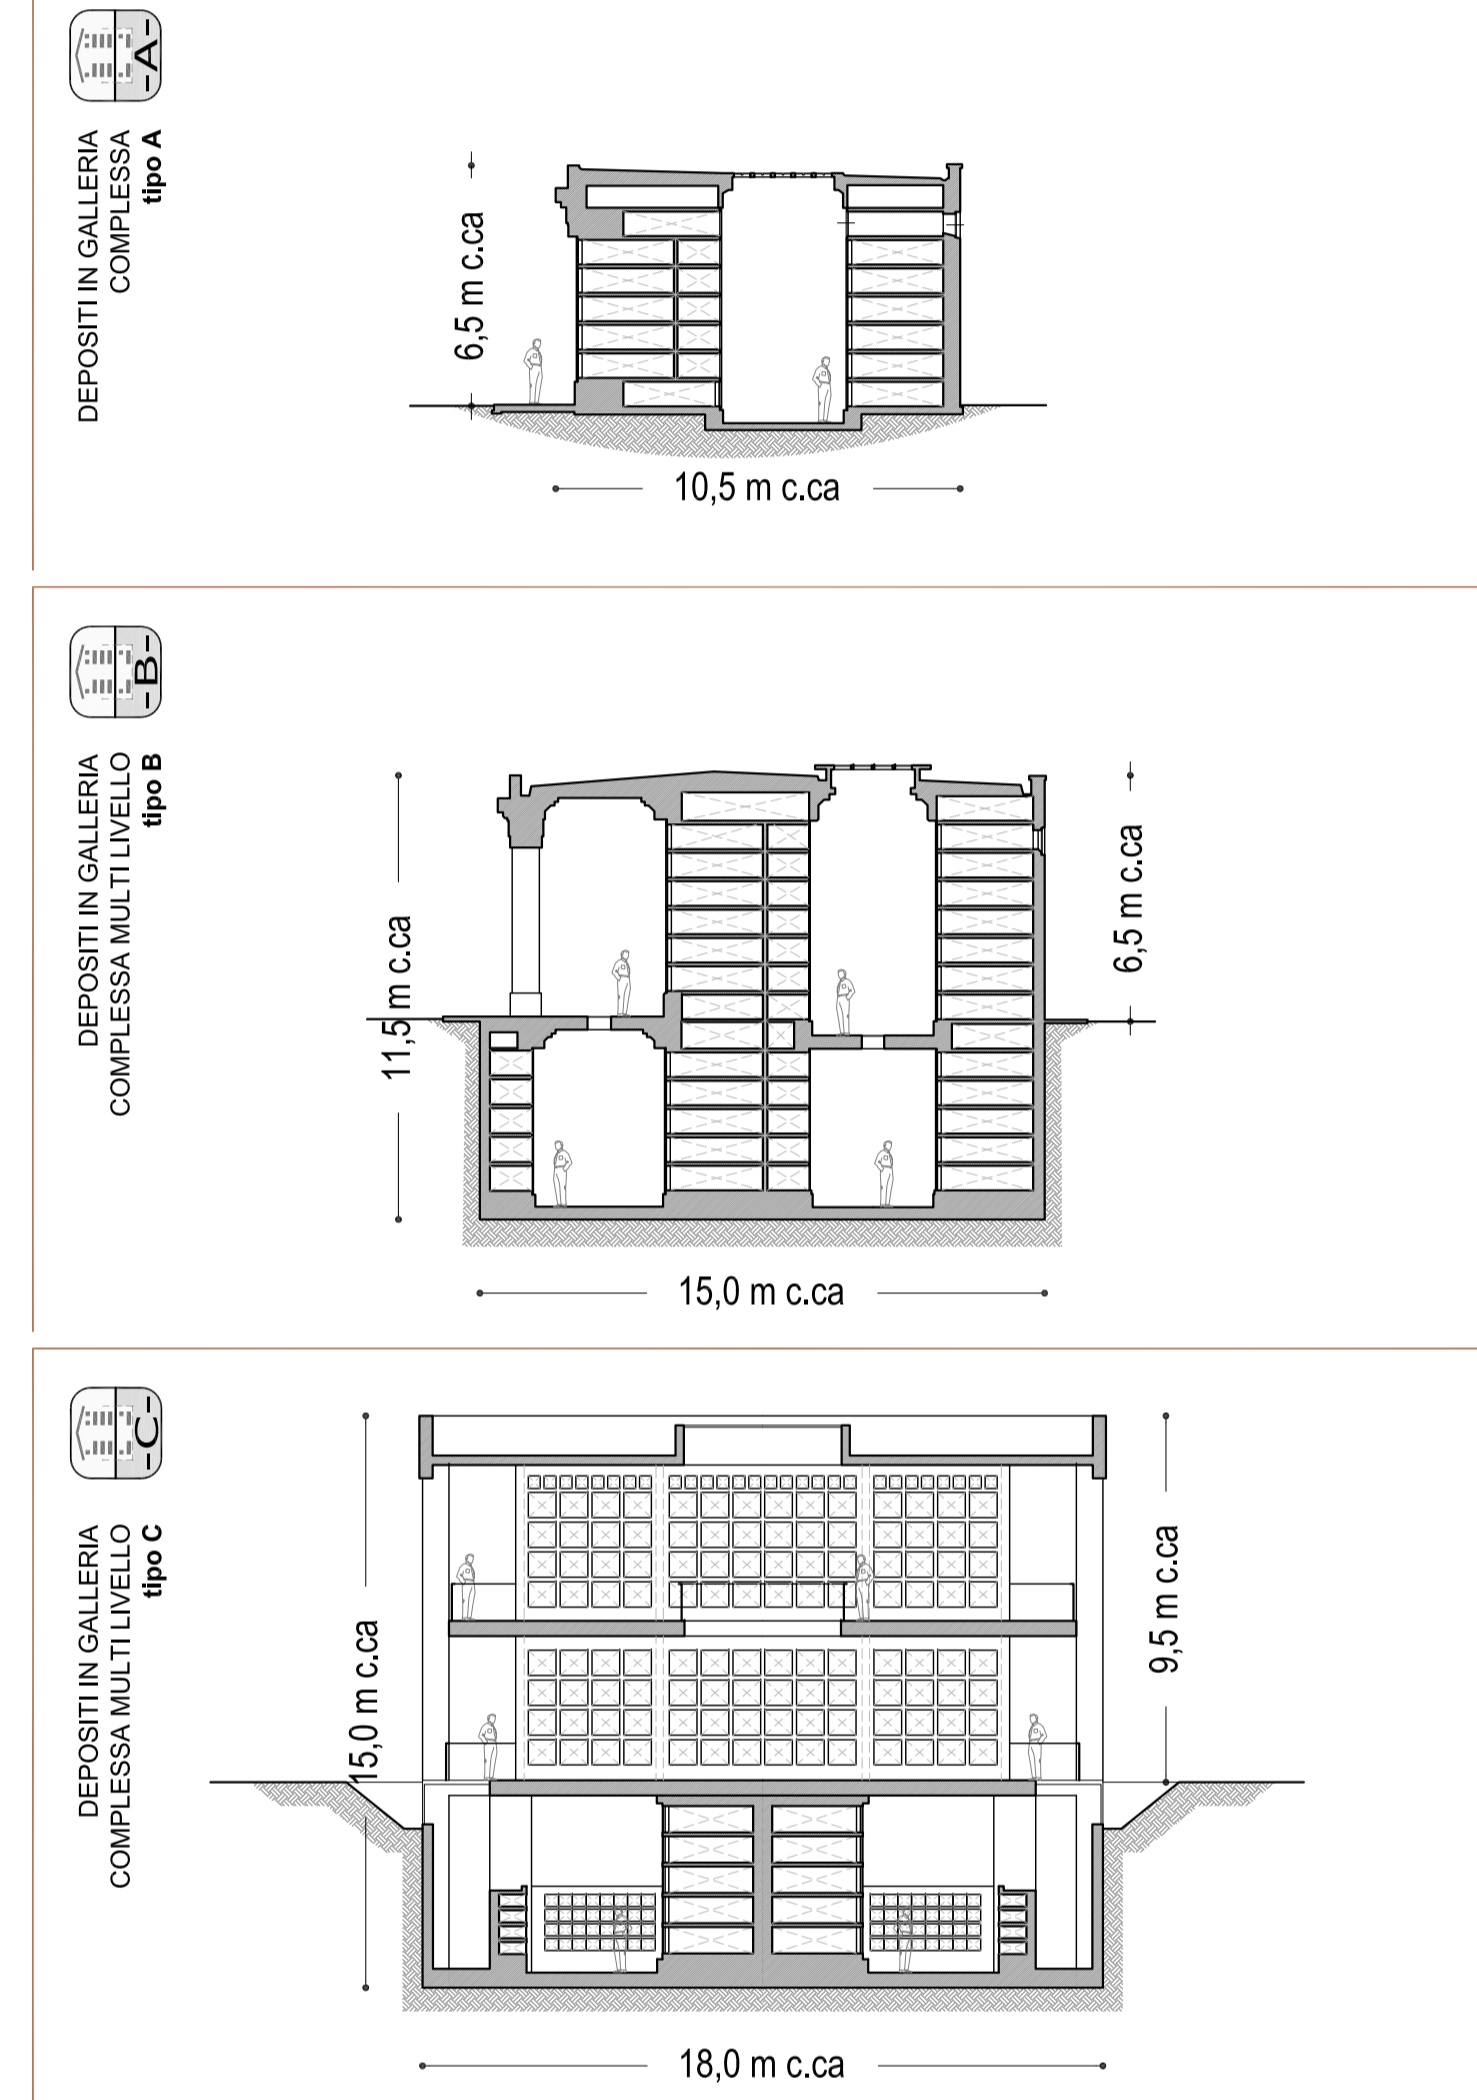 -A-
DEPOSITI IN GALLERIA
COMPLESSA
tipo A
6,5 m c.ca
10,5 m c.ca
-B-
DEPOSITI IN GALLERIA
COMPLESSA MULTI LIVELLO
tipo B
11,5 m c.ca
6,5 m c.ca
15,0 m c.ca
-C-
DEPOSITI IN GALLERIA
COMPLESSA MULTI LIVELLO
tipo C
15,0 m c.ca
9,5 m c.ca
18,0 m c.ca